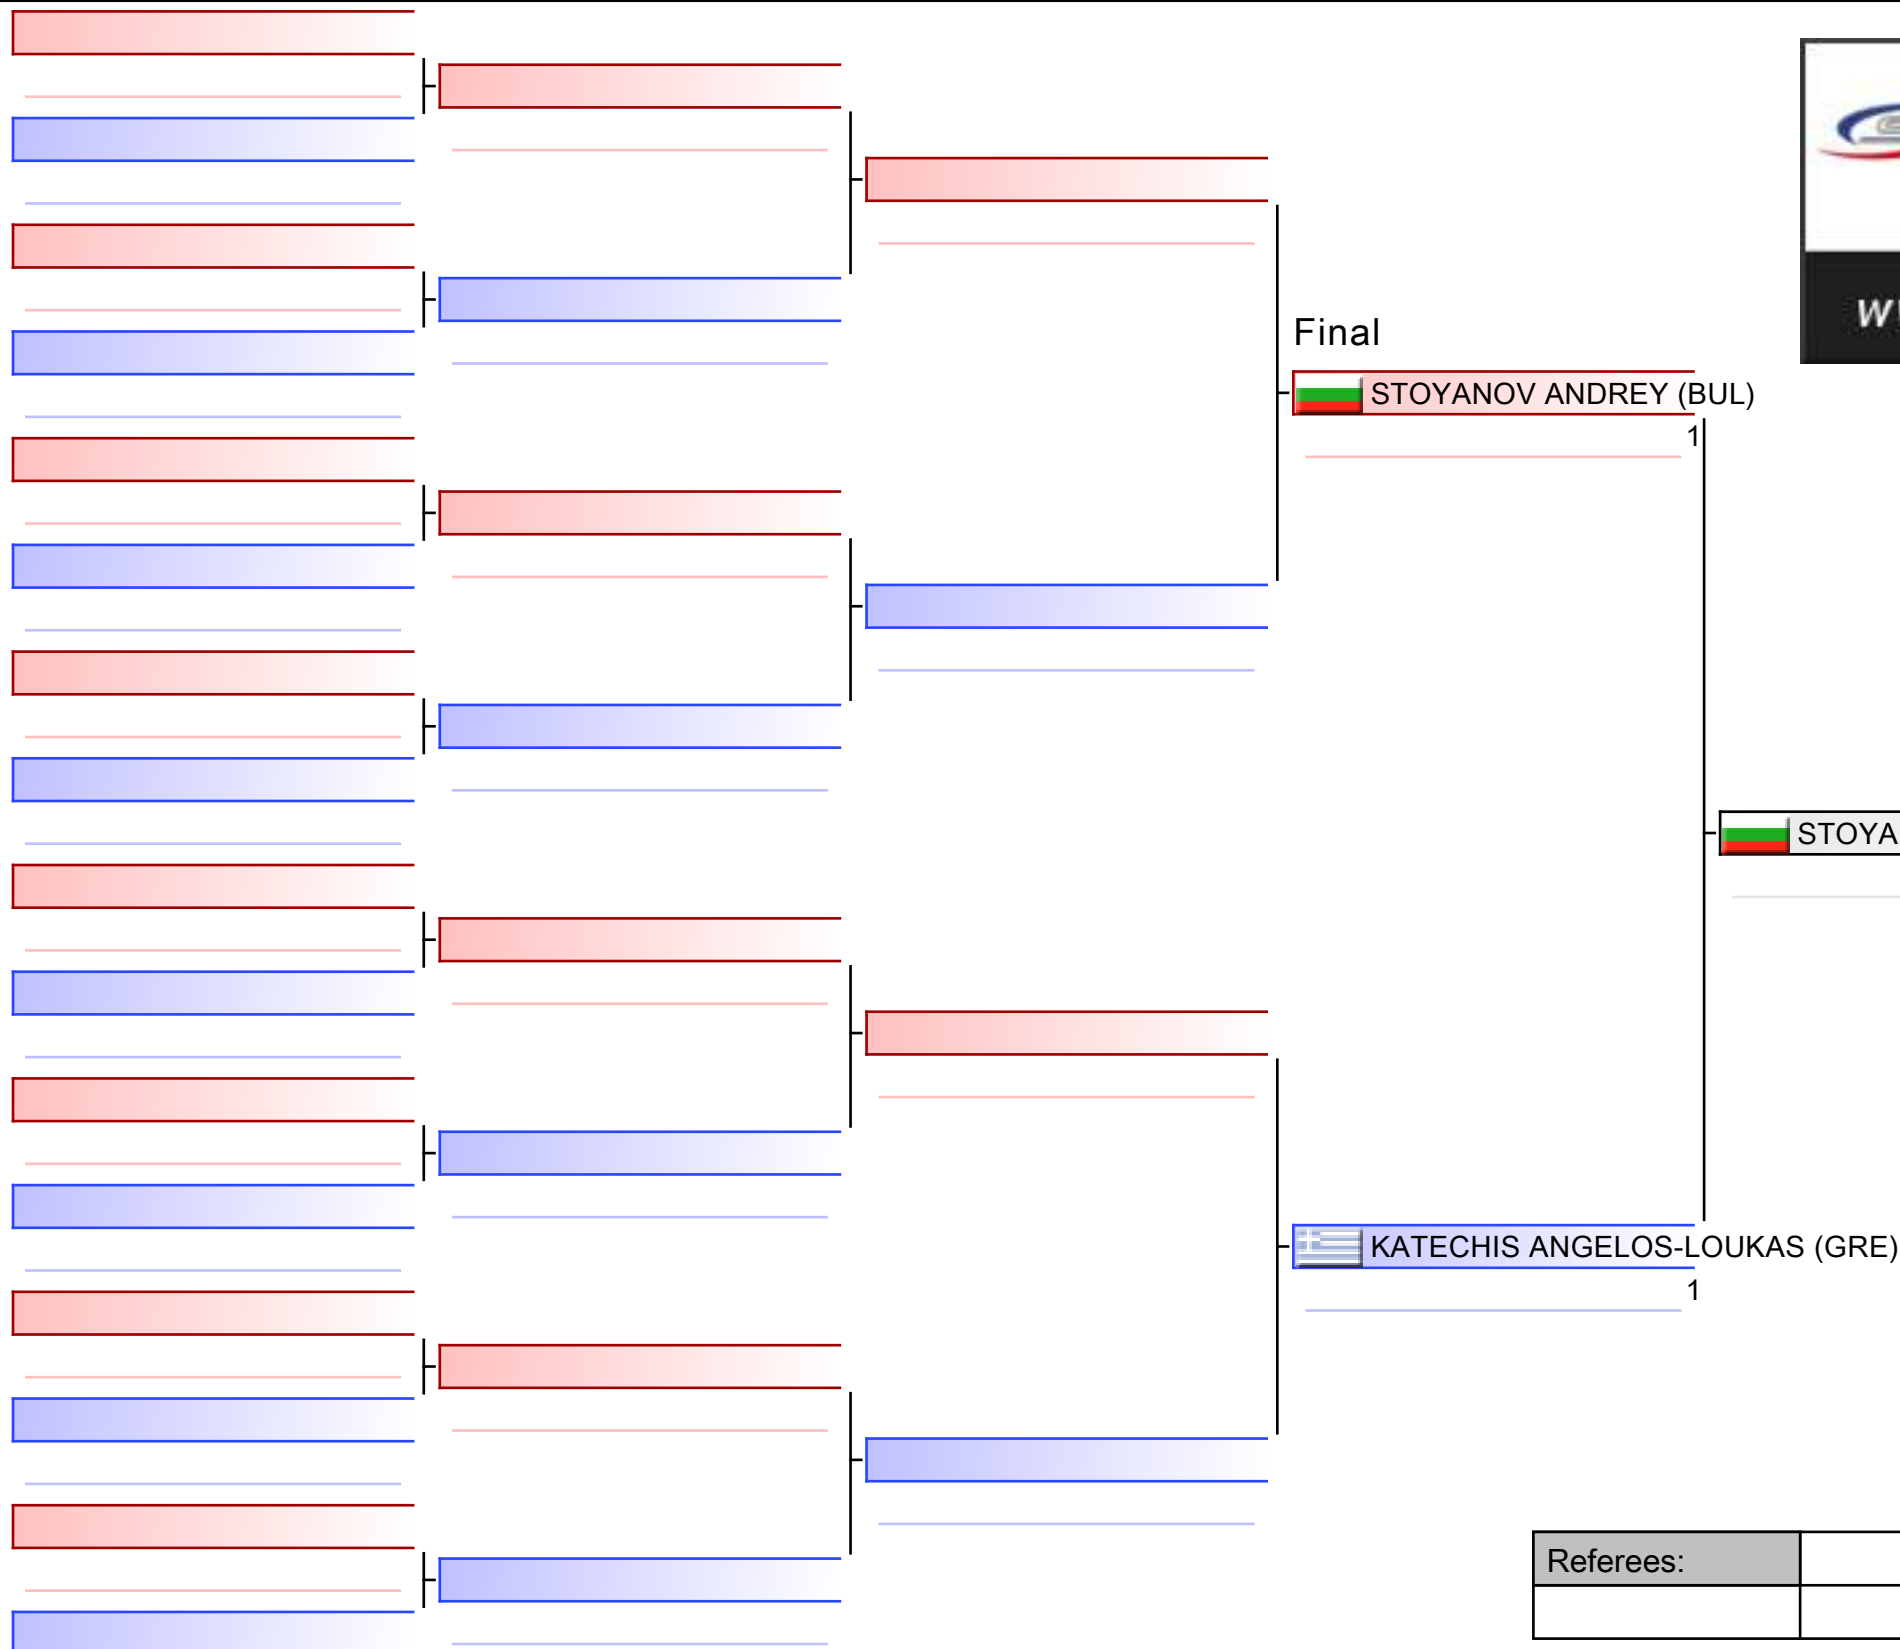 Final
STOYANOV ANDREY (BUL)
1
STOYA
KATECHIS ANGELOS-LOUKAS (GRE)
1
Referees: